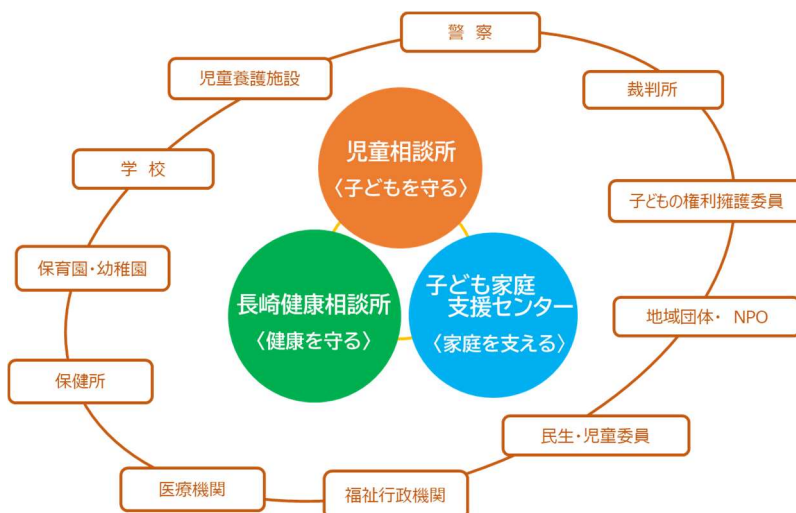 警 察
児童養護施設
裁判所
学 校
子どもの権利擁護委員
保育園・幼稚園
地域団体・ NPO
保健所
民生・児童委員
医療機関
福祉行政機関
児童相談所
〈子どもを守る〉
長崎健康相談所
〈健康を守る〉
子ども家庭
支援センター
〈家庭を支える〉